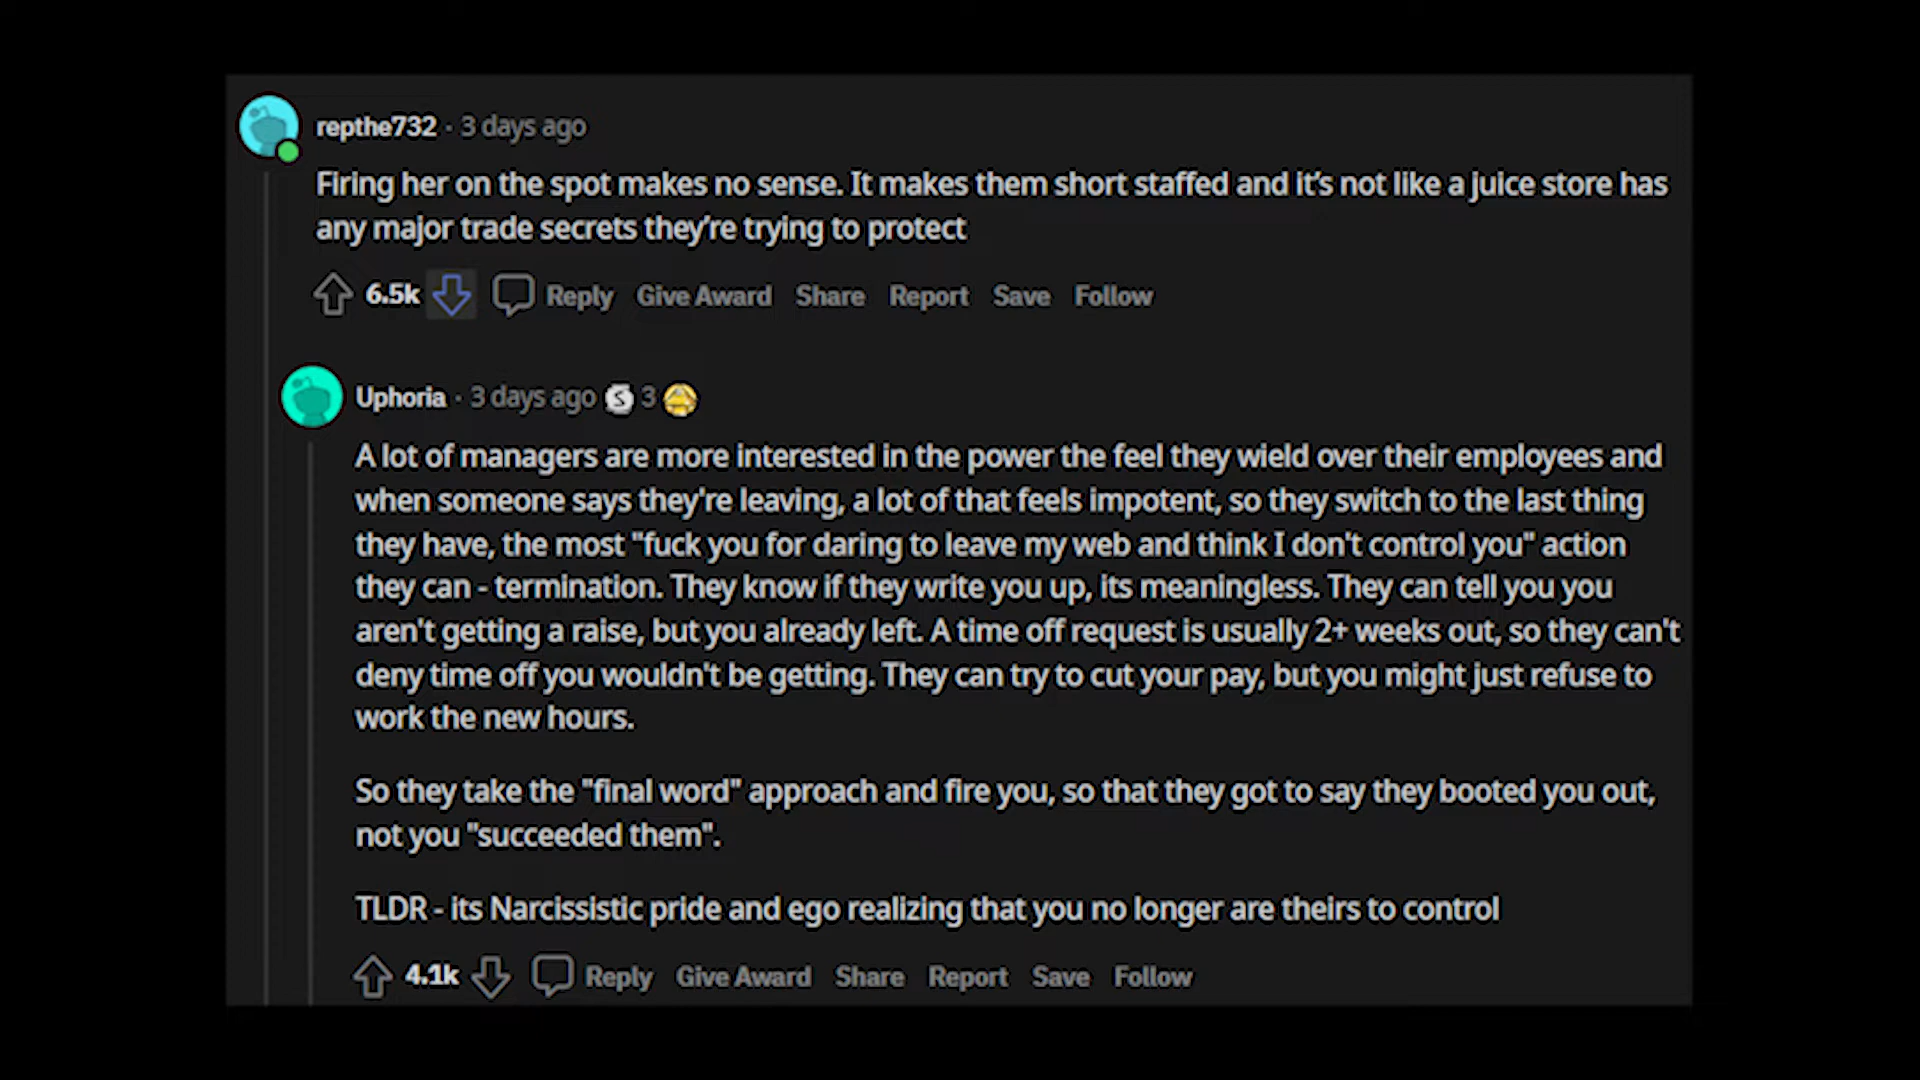 repthe732 · 3 days ago
Firing her on the spot makes no sense. It makes them short staffed and it’s not like a juice store has
any major trade secrets they’re trying to protect
6.5k Reply Give Award Share Report Save Follow
Uphoria · 3 days ago S 3
A lot of managers are more interested in the power the feel they wield over their employees and
when someone says they're leaving, a lot of that feels impotent, so they switch to the last thing
they have, the most "fuck you for daring to leave my web and think I don't control you" action
they can - termination. They know if they write you up, its meaningless. They can tell you you
aren't getting a raise, but you already left. A time off request is usually 2+ weeks out, so they can't
deny time off you wouldn't be getting. They can try to cut your pay, but you might just refuse to
work the new hours.
So they take the "final word" approach and fire you, so that they got to say they booted you out,
not you "succeeded them".
TLDR - its Narcissistic pride and ego realizing that you no longer are theirs to control
4.1k Reply Give Award Share Report Save Follow